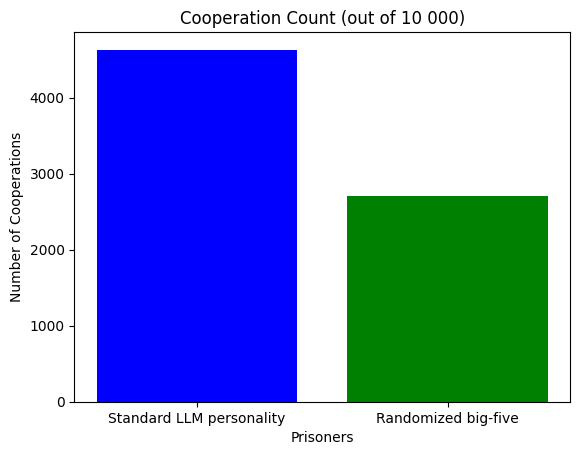 Cooperation Count (out of 10 000)
Number of Cooperations
4000
3000
2000
1000
0
Standard LLM personality
Randomized big-five
Prisoners